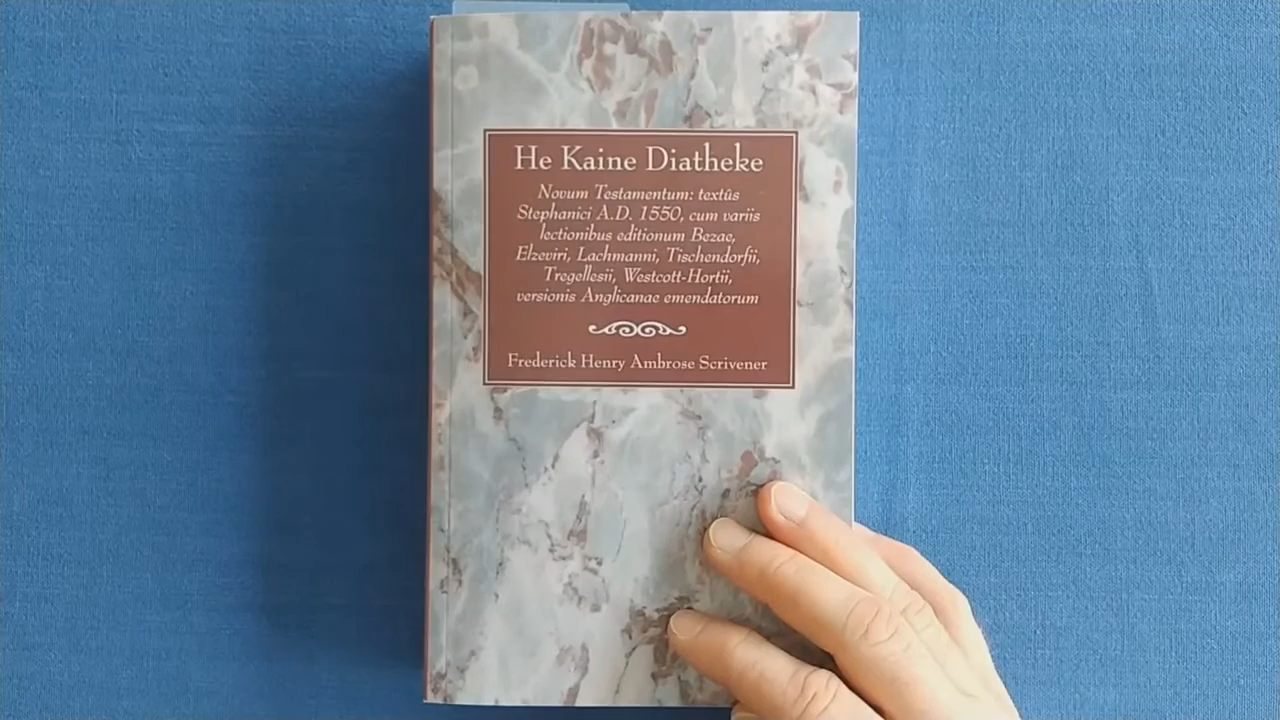 He Kaine Diatheke
Novum Testamentum: textûs
Stephanici A.D. 1550, cum variis
lectionibus editionum Bezae,
Elzeviri, Lachmanni, Tischendorfii,
Tregellesii, Westcott-Hortii,
versionis Anglicanae emendatorum
Frederick Henry Ambrose Scrivener